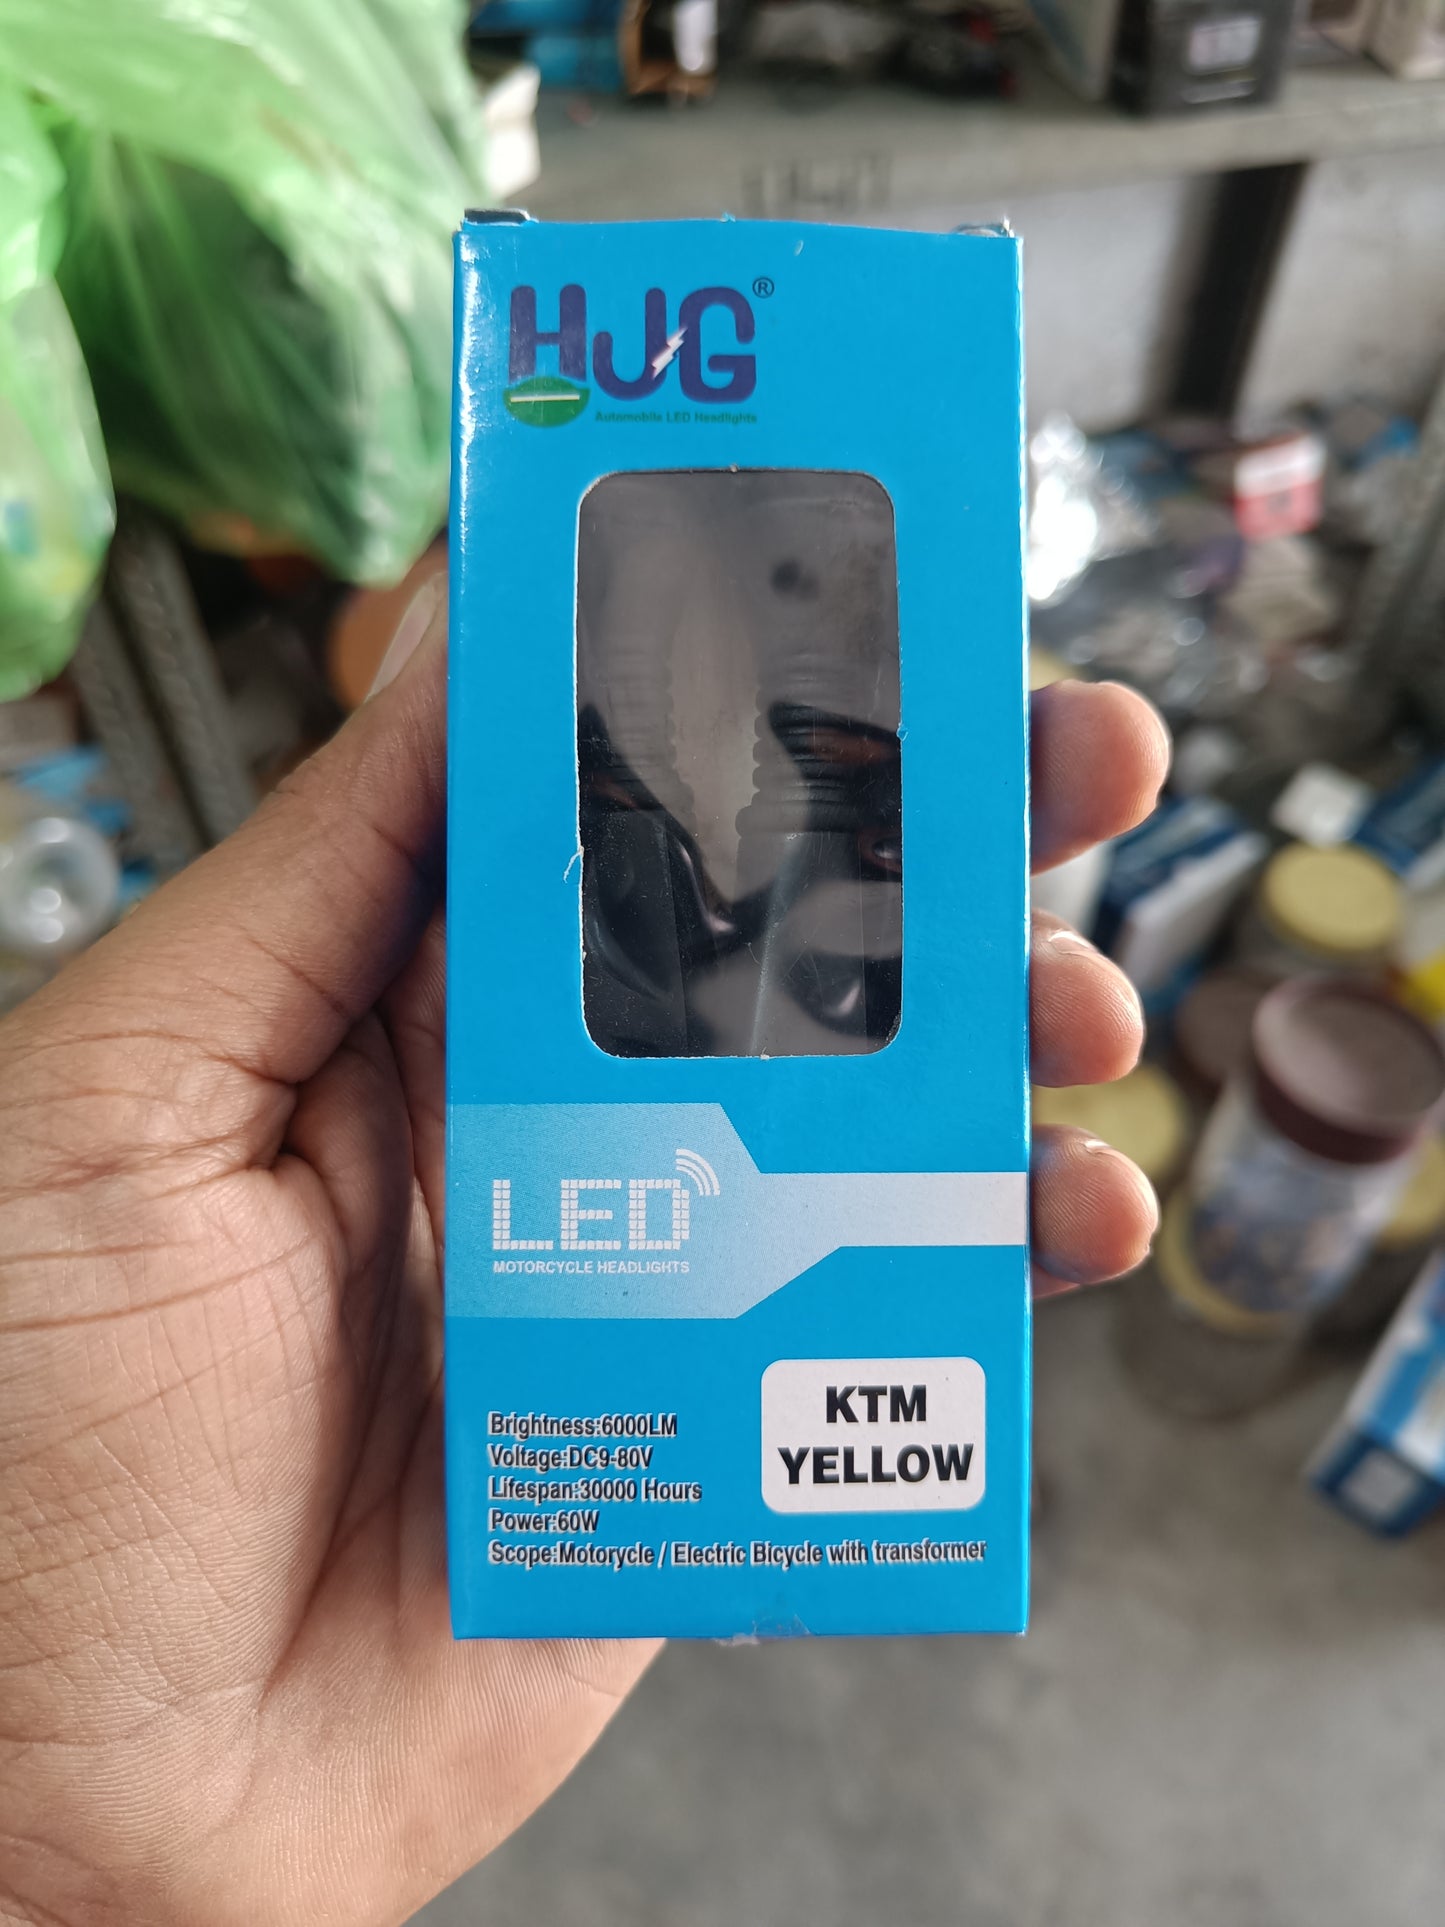 HJG®
Automobile LED Headlights
LED
MOTORCYCLE HEADLIGHTS
KTM
YELLOW
Brightness:6000LM
Voltage:DC9-80V
Lifespan:30000 Hours
Power:60W
Scope:Motorycle / Electric Bicycle with transformer